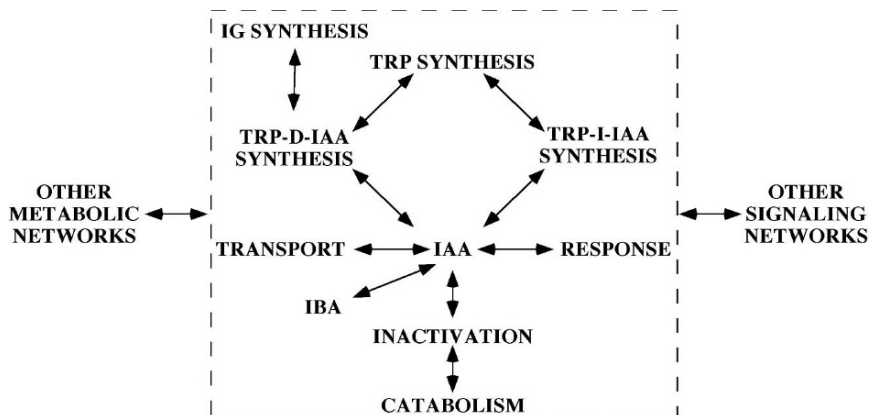 IG SYNTHESIS
TRP SYNTHESIS
TRP-D-IAA
SYNTHESIS
TRP-I-IAA
SYNTHESIS
OTHER
METABOLIC
NETWORKS
OTHER
SIGNALING
NETWORKS
TRANSPORT
IAA
RESPONSE
IBA
INACTIVATION
CATABOLISM